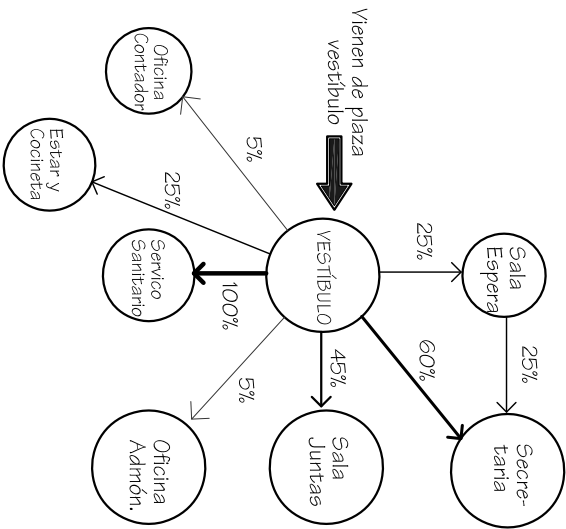 Vienen de plaza
vestíbulo
Sala
Espera
25%
Secre-
taria
25%
60%
VESTÍBULO
45%
Sala
Juntas
Oficina
Contador
5%
Estar y
Cocineta
25%
Servico
Sanitario
100%
5%
Oficina
Admón.